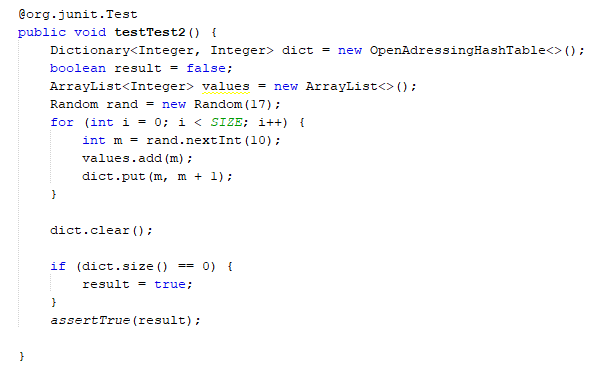 @org.junit.Test
public void testTest2() {
    Dictionary<Integer, Integer> dict = new OpenAdressingHashTable<>();
    boolean result = false;
    ArrayList<Integer> values = new ArrayList<>();
    Random rand = new Random(17);
    for (int i = 0; i < SIZE; i++) {
        int m = rand.nextInt(10);
        values.add(m);
        dict.put(m, m + 1);
    }

    dict.clear();

    if (dict.size() == 0) {
        result = true;
    }
    assertTrue(result);

}